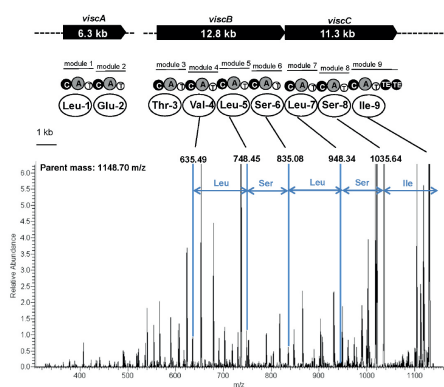 viscA viscB viscC
6.3 kb 12.8 kb 11.3 kb
module 1 module 2 module 3 module 4 module 5 module 6 module 7 module 8 module 9
C A T C A T C A T C A T C A T C A T C A T C A T C A T TE TE
Leu-1 Glu-2 Thr-3 Val-4 Leu-5 Ser-6 Leu-7 Ser-8 Ile-9
1 kb
Parent mass: 1148.70 m/z 635.49 748.45 835.08 948.34 1035.64
Leu Ser Leu Ser Ile
Relative Abundance
6.0
5.5
5.0
4.5
4.0
3.5
3.0
2.5
2.0
1.5
1.0
0.5
0.0
400 500 600 700 800 900 1000 1100
m/z